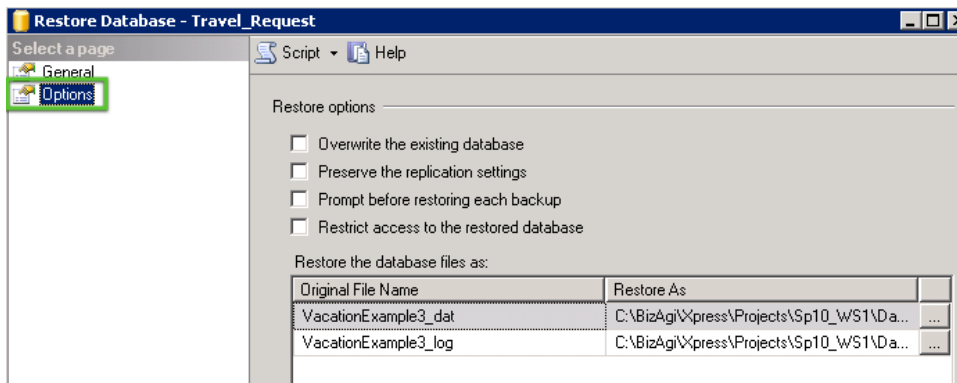 Restore Database - Travel_Request
Select a page
General
Options
Script Help
Restore options
Overwrite the existing database
Preserve the replication settings
Prompt before restoring each backup
Restrict access to the restored database
Restore the database files as:
Original File Name Restore As
VacationExample3_dat C:\BizAgi\Xpress\Projects\Sp10_WS1\Da... ...
VacationExample3_log C:\BizAgi\Xpress\Projects\Sp10_WS1\Da... ...